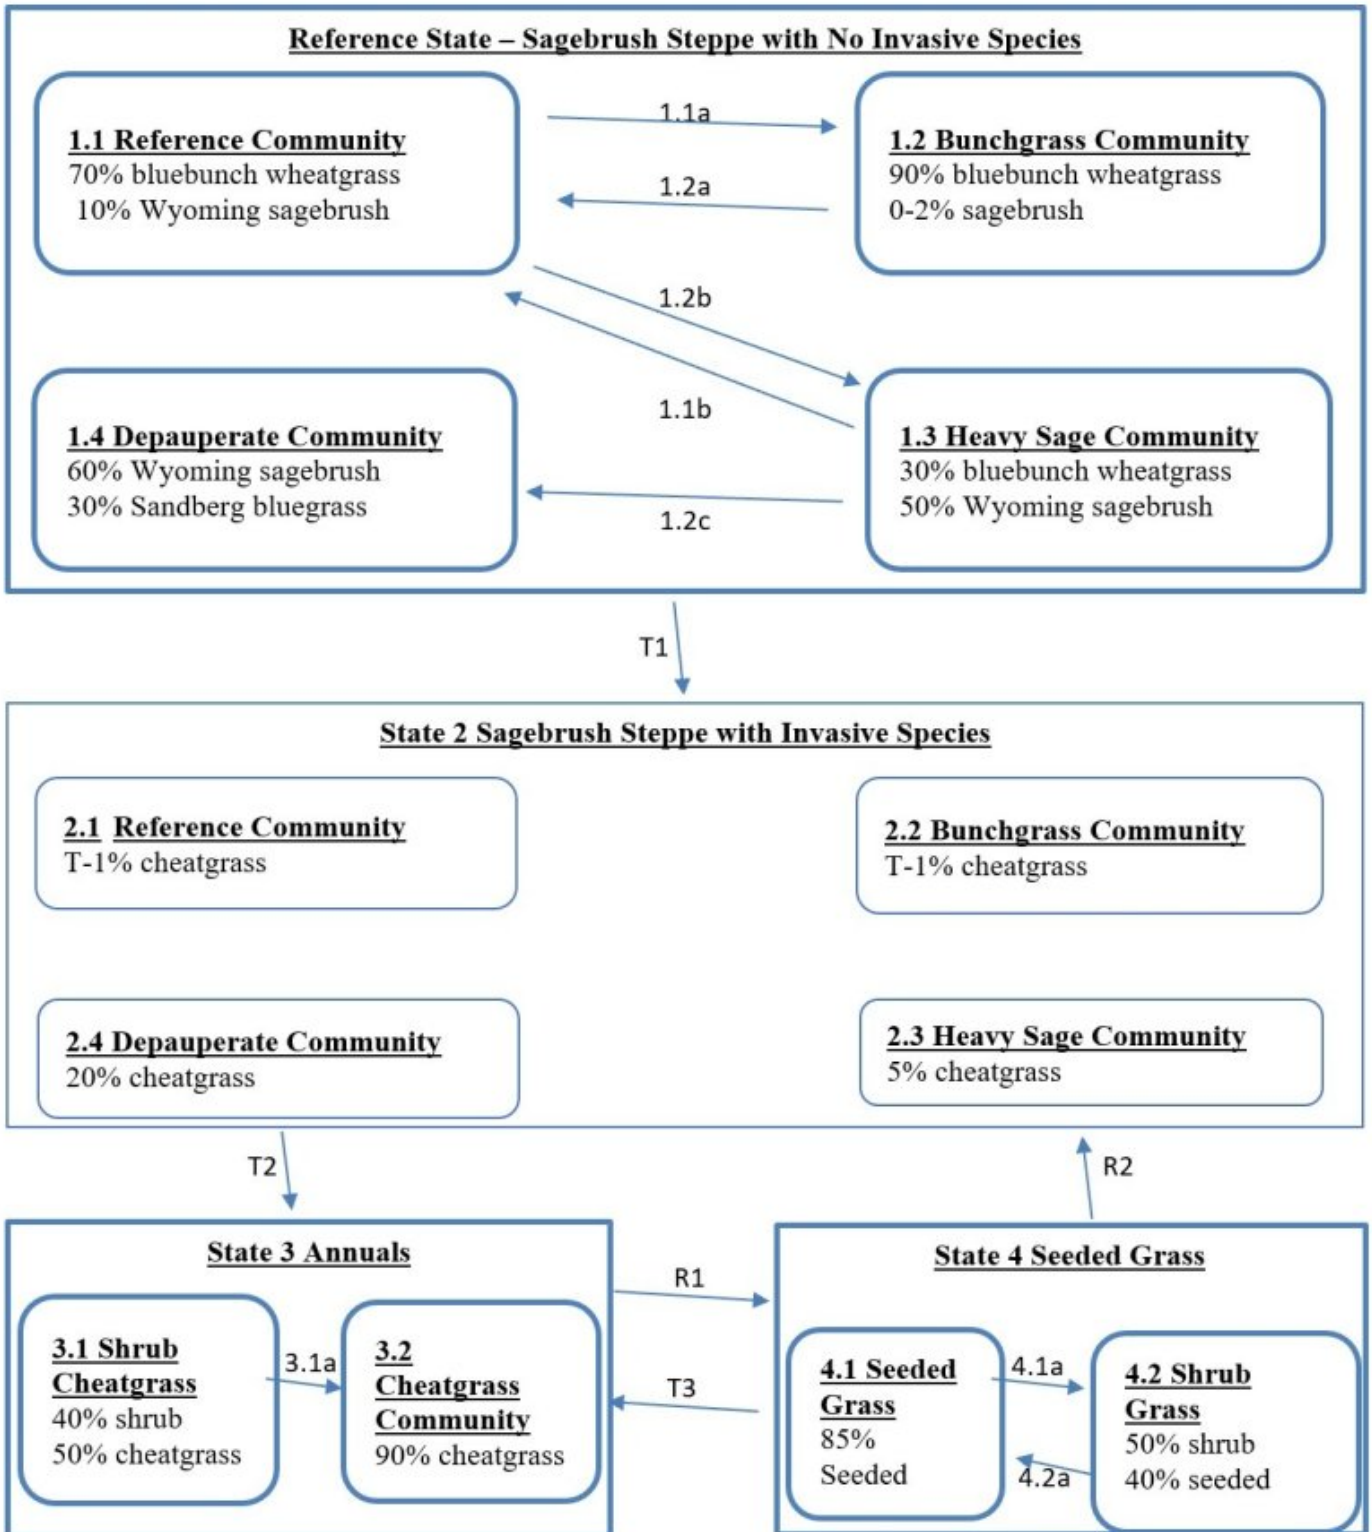 Reference State – Sagebrush Steppe with No Invasive Species
1.1 Reference Community
70% bluebunch wheatgrass
10% Wyoming sagebrush
1.1a
1.2a
1.2 Bunchgrass Community
90% bluebunch wheatgrass
0-2% sagebrush
1.2b
1.1b
1.4 Depauperate Community
60% Wyoming sagebrush
30% Sandberg bluegrass
1.2c
1.3 Heavy Sage Community
30% bluebunch wheatgrass
50% Wyoming sagebrush
T1
State 2 Sagebrush Steppe with Invasive Species
2.1 Reference Community
T-1% cheatgrass
2.2 Bunchgrass Community
T-1% cheatgrass
2.4 Depauperate Community
20% cheatgrass
2.3 Heavy Sage Community
5% cheatgrass
T2
R2
State 3 Annuals
3.1 Shrub
Cheatgrass
40% shrub
50% cheatgrass
3.1a
3.2
Cheatgrass
Community
90% cheatgrass
R1
T3
State 4 Seeded Grass
4.1 Seeded
Grass
85%
Seeded
4.1a
4.2a
4.2 Shrub
Grass
50% shrub
40% seeded